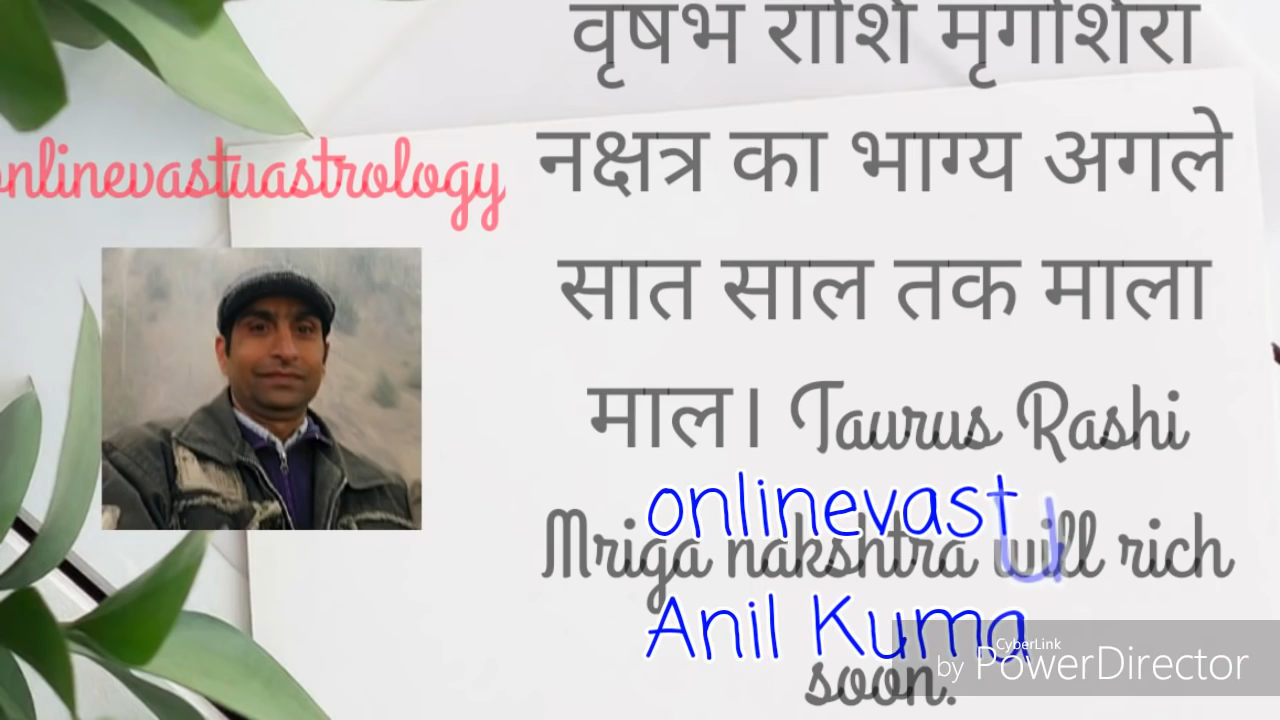 वृषभ राशि मृगशिरा
नक्षत्र का भाग्य अगले
सात साल तक माला
माल। Taurus Rashi
Mriga nakshtra will rich
soon.
onlinevastuastrology
onlinevastu
Anil Kuma
CyberLink
by PowerDirector